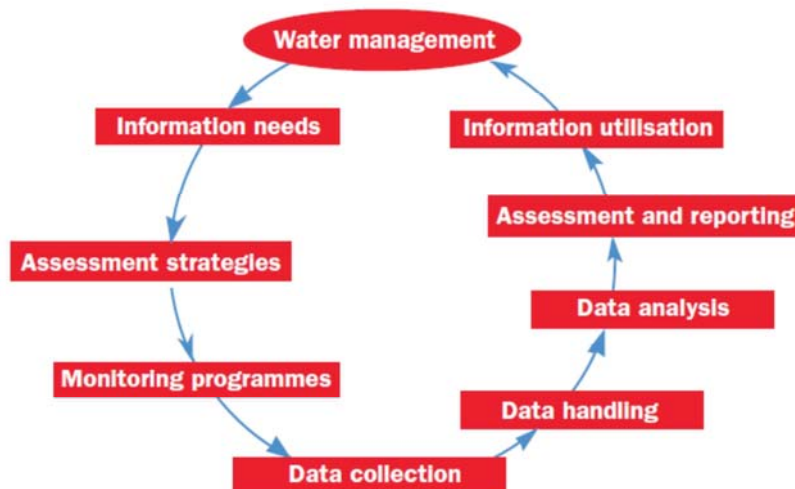 Water management
Information needs
Assessment strategies
Monitoring programmes
Data collection
Data handling
Data analysis
Assessment and reporting
Information utilisation